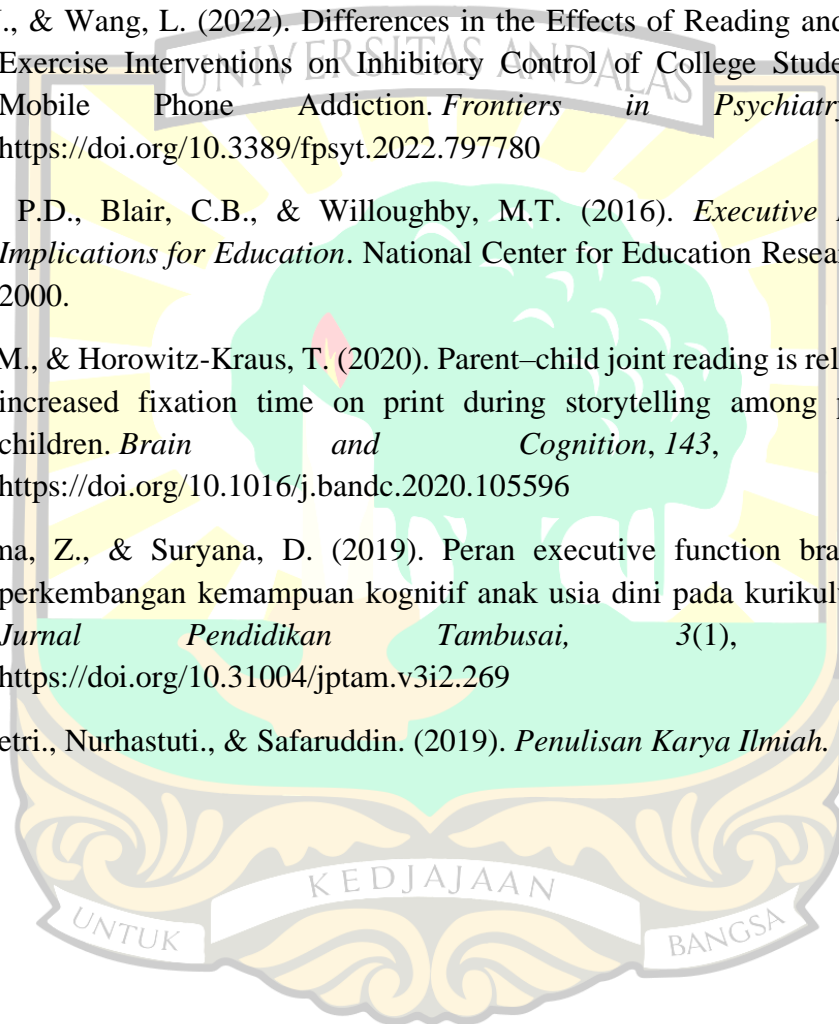 ., & Wang, L. (2022). Differences in the Effects of Reading and
Exercise Interventions on Inhibitory Control of College Stude
UNIVERSITAS ANDALAS
Mobile Phone Addiction. Frontiers in Psychiatry
https://doi.org/10.3389/fpsyt.2022.797780
P.D., Blair, C.B., & Willoughby, M.T. (2016). Executive
Implications for Education. National Center for Education Resear
2000.
M., & Horowitz-Kraus, T. (2020). Parent–child joint reading is rel
increased fixation time on print during storytelling among
children. Brain and Cognition, 143,
https://doi.org/10.1016/j.bandc.2020.105596
ma, Z., & Suryana, D. (2019). Peran executive function bra
perkembangan kemampuan kognitif anak usia dini pada kurikul
Jurnal Pendidikan Tambusai, 3(1),
https://doi.org/10.31004/jptam.v3i2.269
etri., Nurhastuti., & Safaruddin. (2019). Penulisan Karya Ilmiah.
KEDJAJAAN
UNTUK BANGSA